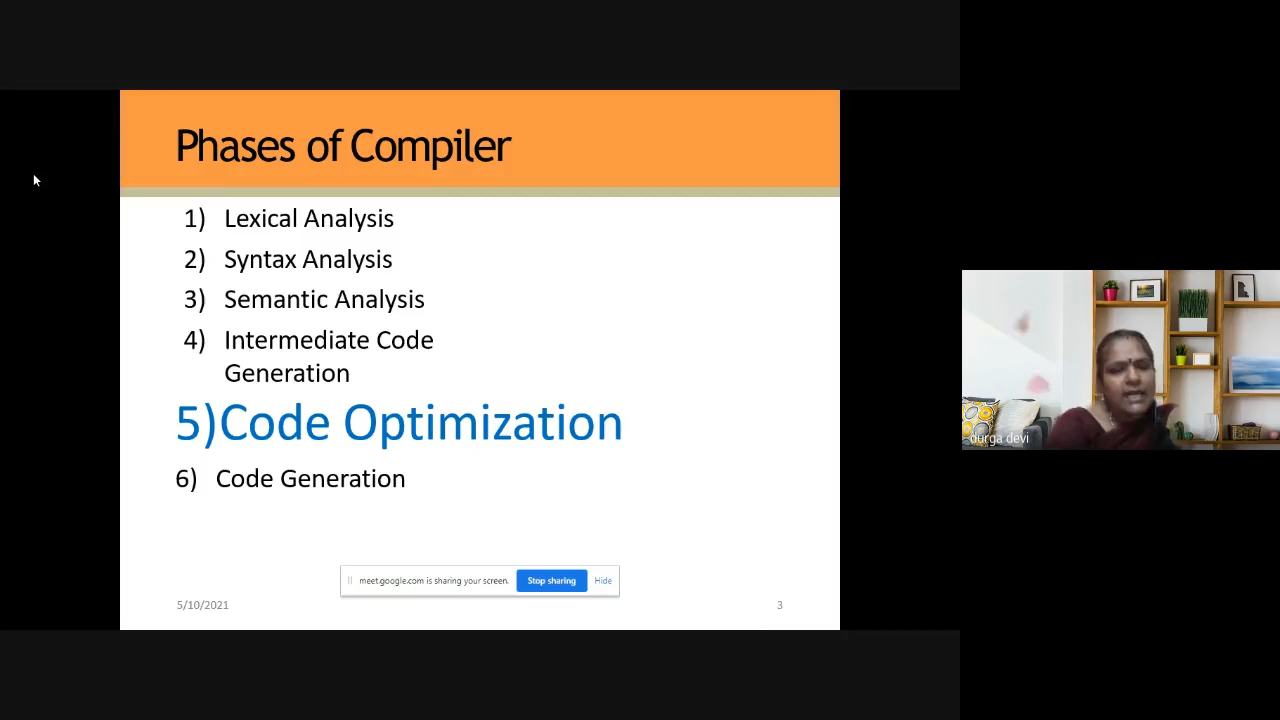 Phases of Compiler
1) Lexical Analysis
2) Syntax Analysis
3) Semantic Analysis
4) Intermediate Code
Generation
5)Code Optimization
6) Code Generation
meet.google.com is sharing your screen. Stop sharing Hide
5/10/2021 3
durga devi